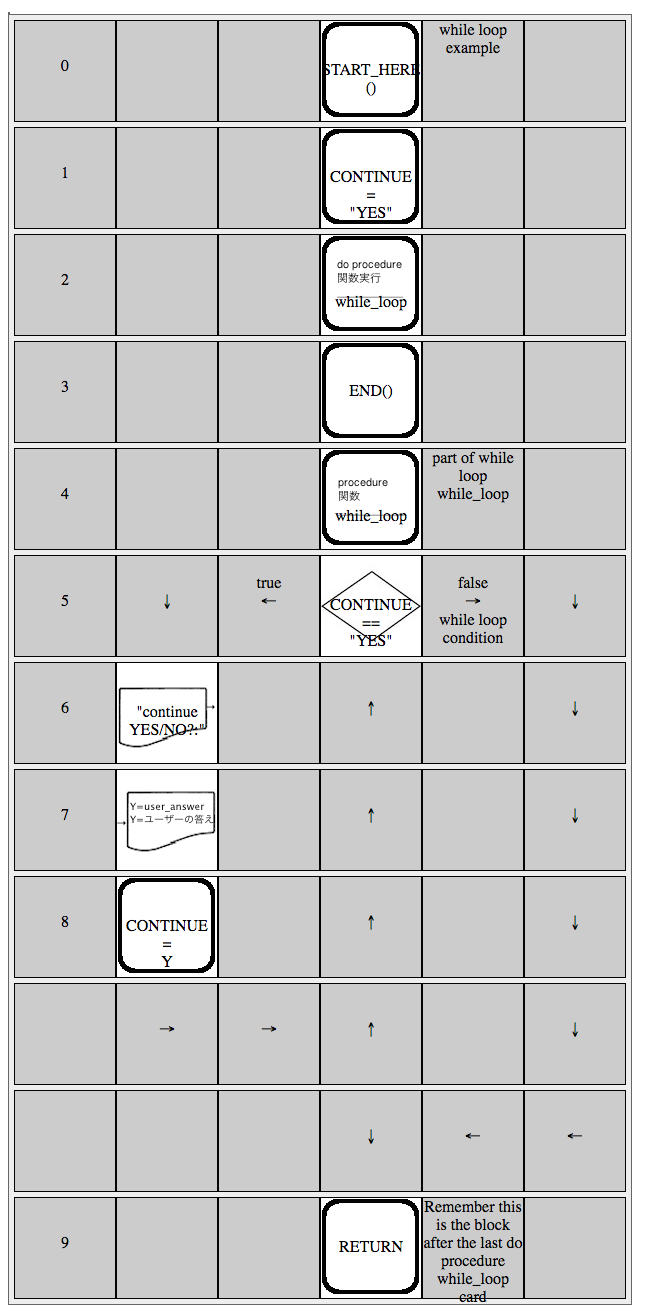 0
START_HERE
()
while loop
example
1
CONTINUE
=
"YES"
2
do procedure
関数実行
while_loop
3
END()
4
procedure
関数
while_loop
part of while
loop
while_loop
5
↓
true
←
CONTINUE
==
"YES"
false
→
while loop
condition
↓
6
"continue
YES/NO?:"
↑
↓
7
Y=user_answer
Y=ユーザーの答え
↑
↓
8
CONTINUE
=
Y
↑
↓
→
→
↑
↓
↓
←
←
9
RETURN
Remember this
is the block
after the last do
procedure
while_loop
card